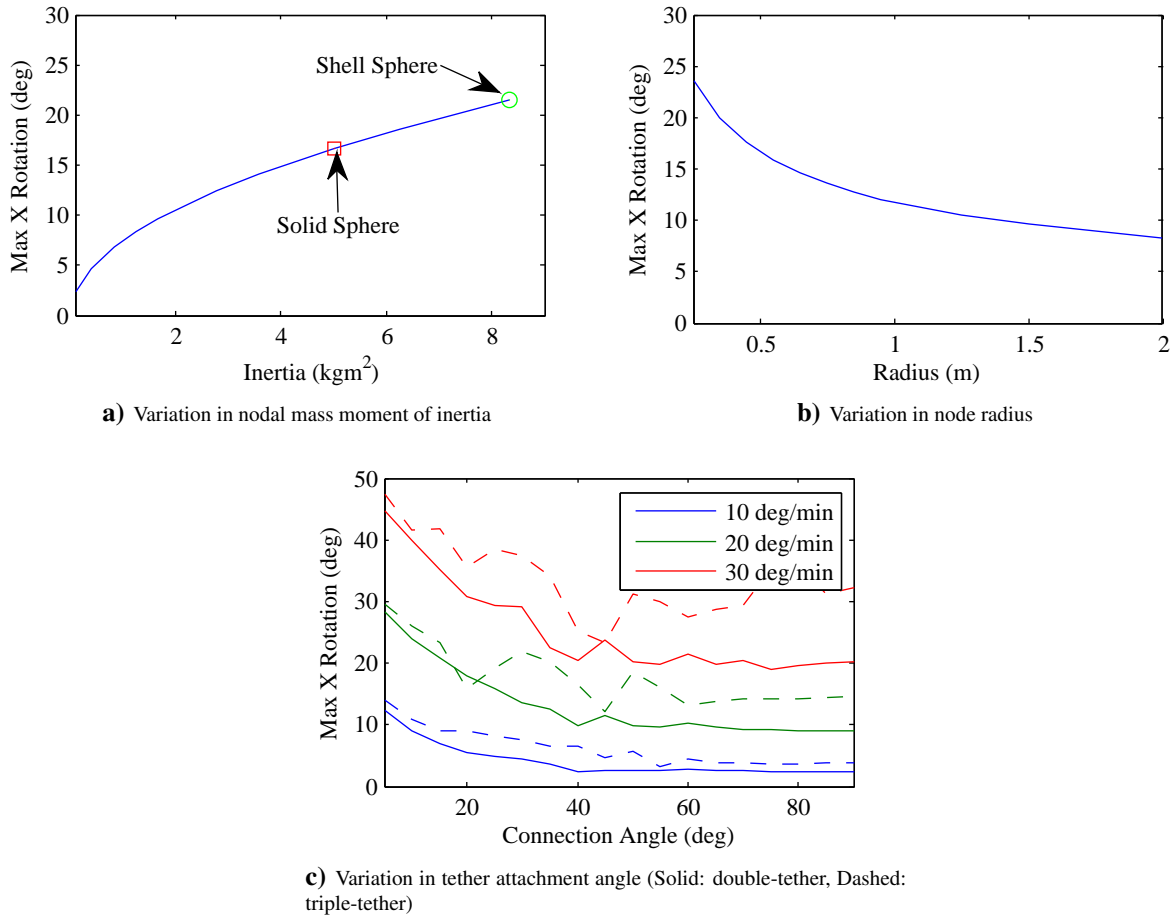 30
25
20
15
10
5
0
Max X Rotation (deg)
Shell Sphere
Solid Sphere
2 4 6 8
Inertia (kgm²)
a) Variation in nodal mass moment of inertia
30
25
20
15
10
5
0
Max X Rotation (deg)
0.5 1 1.5 2
Radius (m)
b) Variation in node radius
50
40
30
20
10
0
Max X Rotation (deg)
10 deg/min
20 deg/min
30 deg/min
20 40 60 80
Connection Angle (deg)
c) Variation in tether attachment angle (Solid: double-tether, Dashed:
triple-tether)